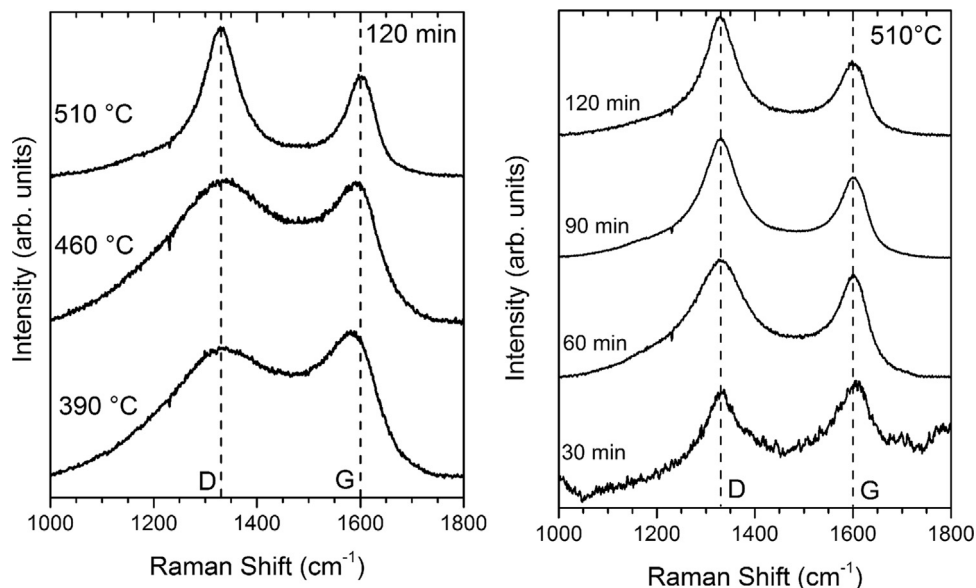 120 min
510 °C
460 °C
390 °C
D
G
1000 1200 1400 1600 1800
Raman Shift (cm-1)
Intensity (arb. units)
510°C
120 min
90 min
60 min
30 min
D
G
1000 1200 1400 1600 1800
Raman Shift (cm-1)
Intensity (arb. units)